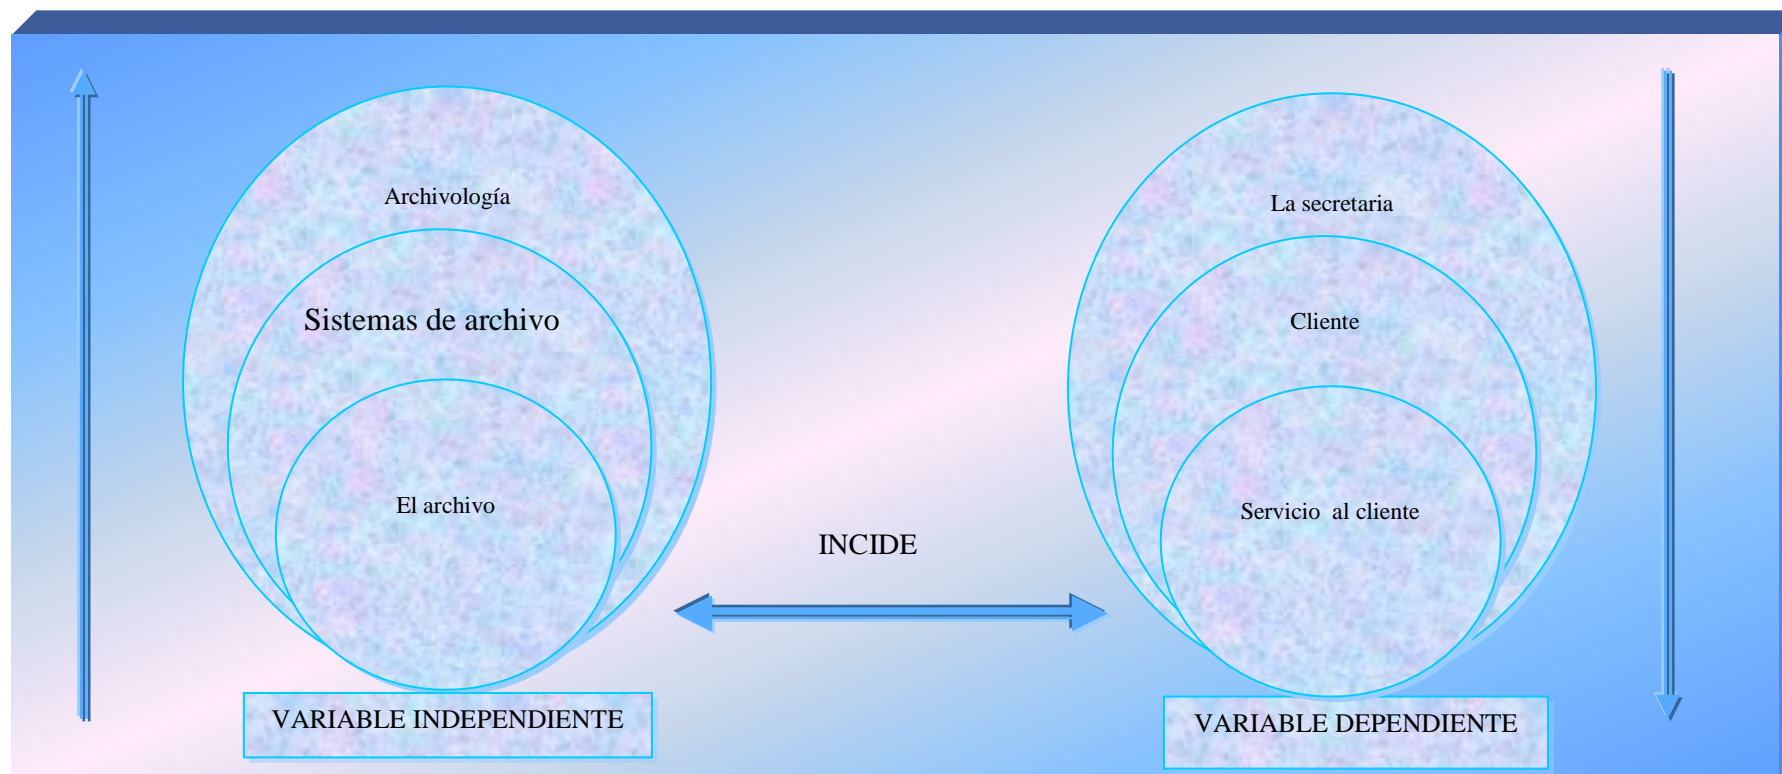 Archivología
Sistemas de archivo
El archivo
VARIABLE INDEPENDIENTE
INCIDE
La secretaria
Cliente
Servicio al cliente
VARIABLE DEPENDIENTE